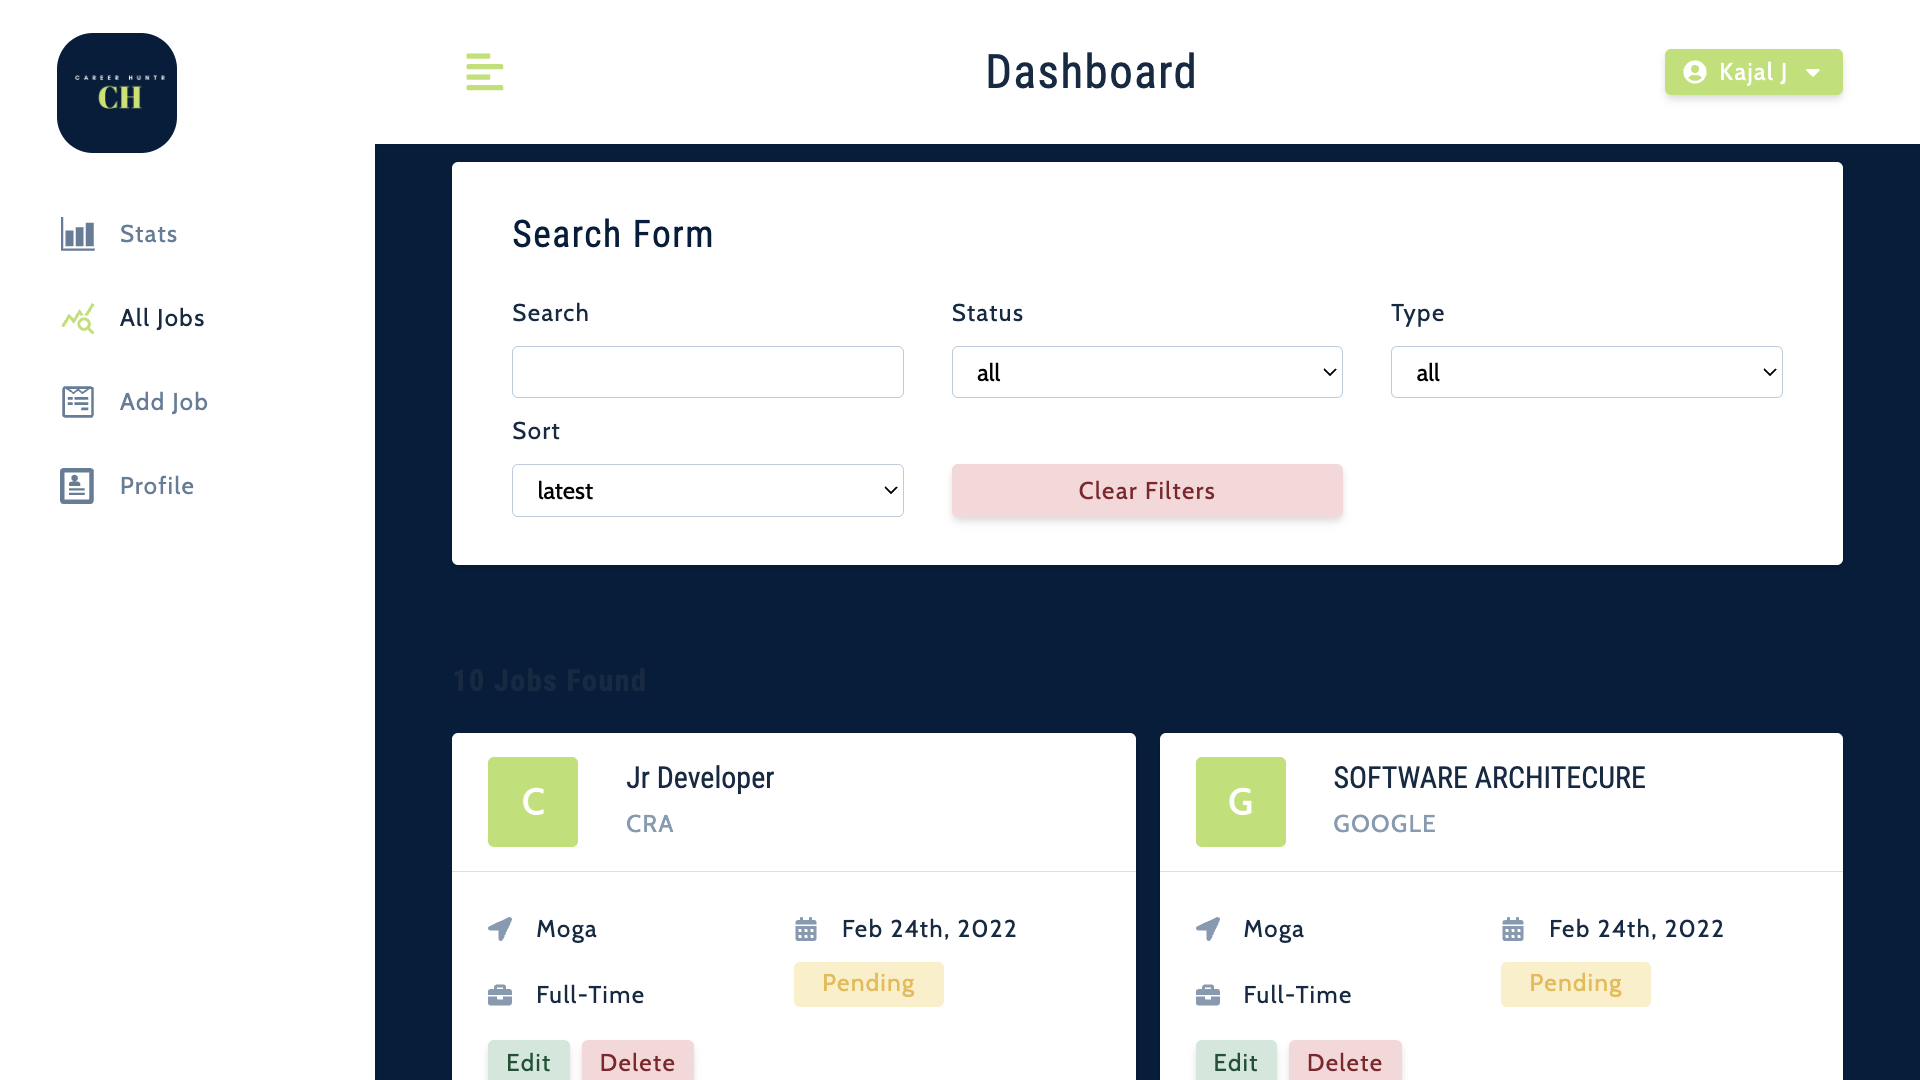 CAREER HUNTR
CH
Dashboard
Kajal J
Stats
All Jobs
Add Job
Profile
Search Form
Search
Status
Type
all
all
Sort
latest
Clear Filters
10 Jobs Found
C
Jr Developer
CRA
Moga
Feb 24th, 2022
Full-Time
Pending
Edit
Delete
G
SOFTWARE ARCHITECURE
GOOGLE
Moga
Feb 24th, 2022
Full-Time
Pending
Edit
Delete